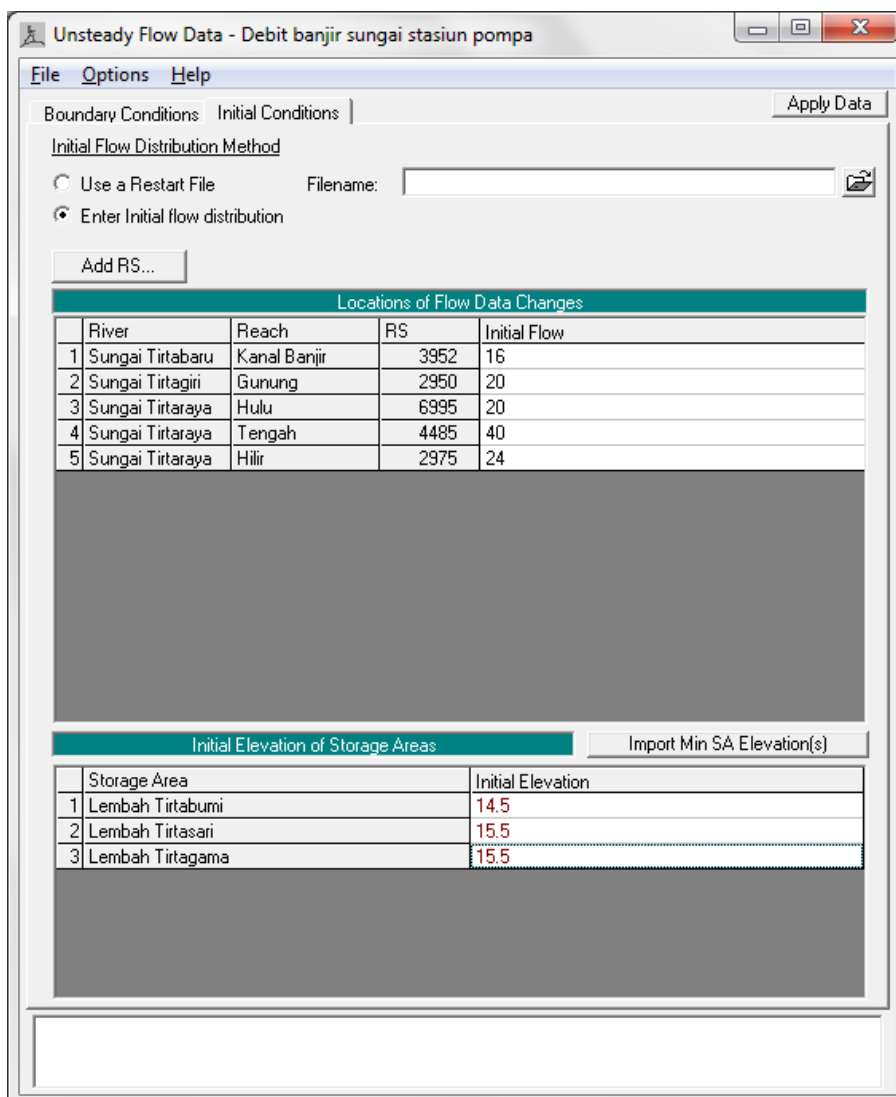 Unsteady Flow Data - Debit banjir sungai stasiun pompa
File Options Help
Boundary Conditions Initial Conditions Apply Data
Initial Flow Distribution Method
Use a Restart File Filename:
Enter Initial flow distribution
Add RS...
Locations of Flow Data Changes
River Reach RS Initial Flow
1 Sungai Tirtabaru Kanal Banjir 3952 16
2 Sungai Tirtagiri Gunung 2950 20
3 Sungai Tirtaraya Hulu 6995 20
4 Sungai Tirtaraya Tengah 4485 40
5 Sungai Tirtaraya Hilir 2975 24
Initial Elevation of Storage Areas Import Min SA Elevation(s)
Storage Area Initial Elevation
1 Lembah Tirtabumi 14.5
2 Lembah Tirtasari 15.5
3 Lembah Tirtagama 15.5